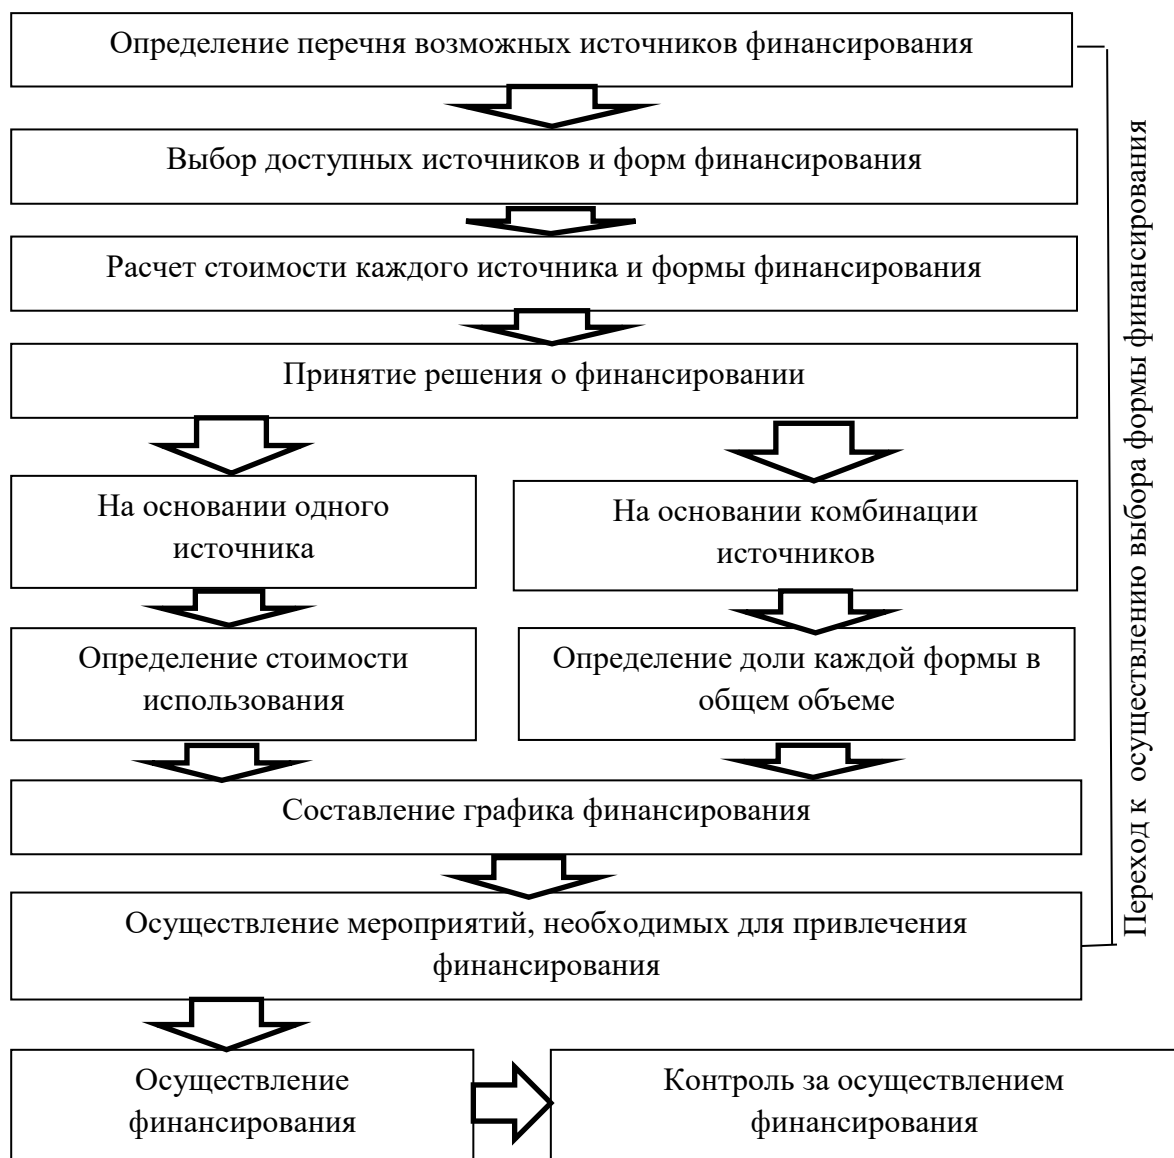 Определение перечня возможных источников финансирования
Выбор доступных источников и форм финансирования
Расчет стоимости каждого источника и формы финансирования
Принятие решения о финансировании
На основании одного
источника
На основании комбинации
источников
Определение стоимости
использования
Определение доли каждой формы в
общем объеме
Составление графика финансирования
Осуществление мероприятий, необходимых для привлечения
финансирования
Осуществление
финансирования
Контроль за осуществлением
финансирования
Переход к осуществлению выбора формы финансирования